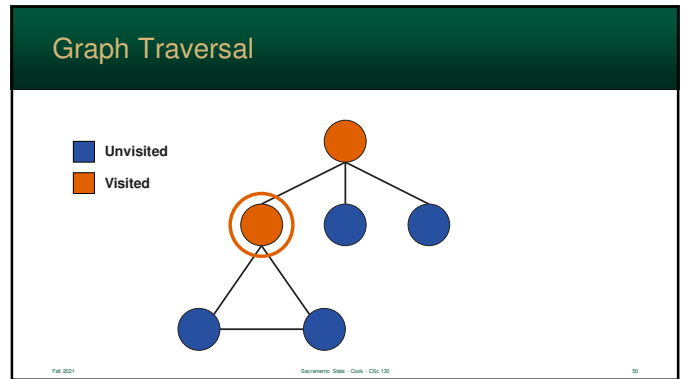 Graph Traversal
Unvisited
Visited
Fall 2021
Sacramento State - Cook - CSc 130
50